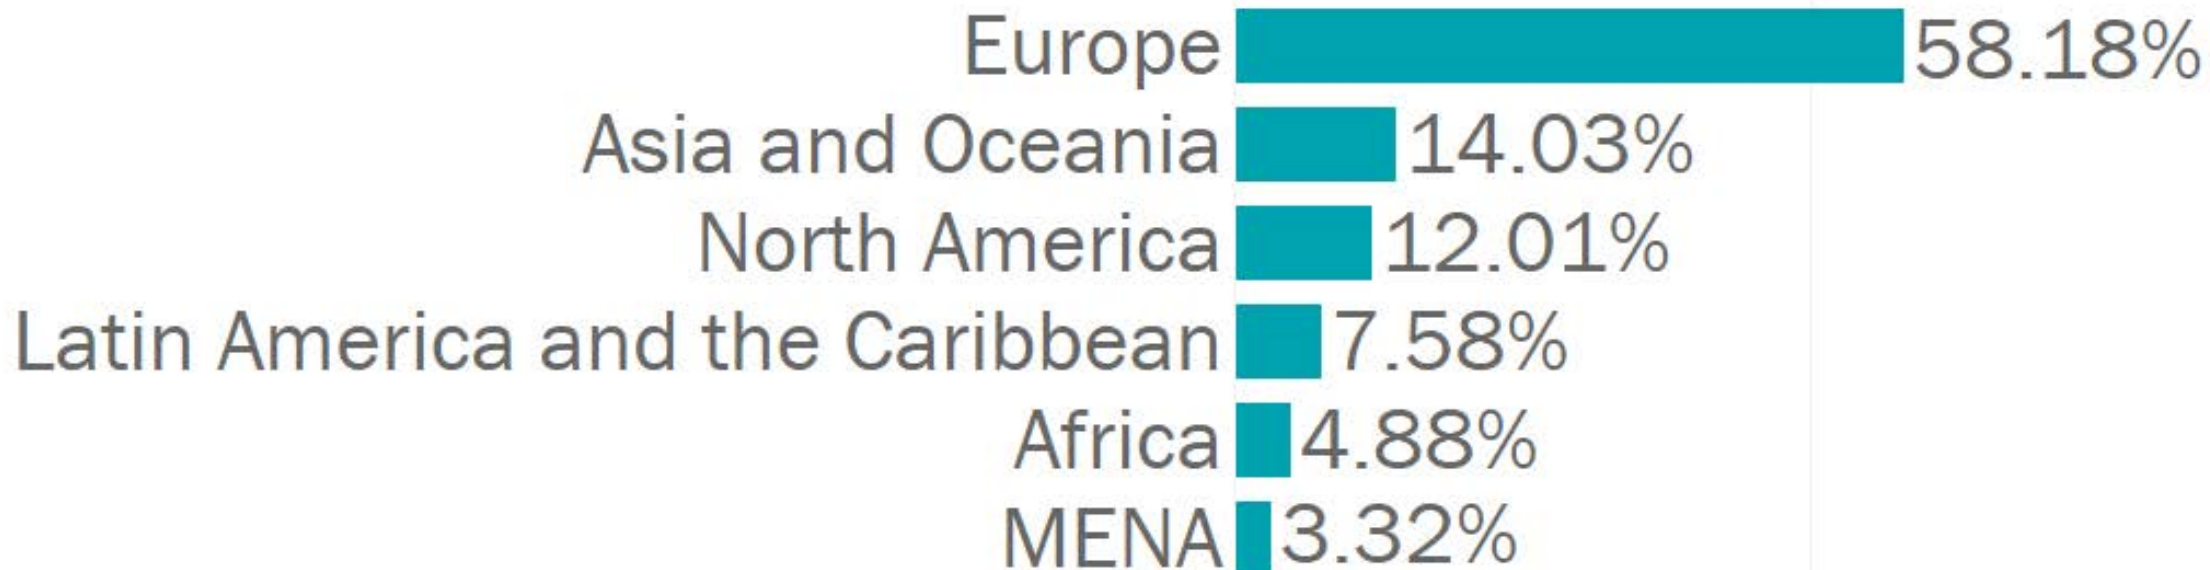 Europe 58.18%
Asia and Oceania 14.03%
North America 12.01%
Latin America and the Caribbean 7.58%
Africa 4.88%
MENA 3.32%